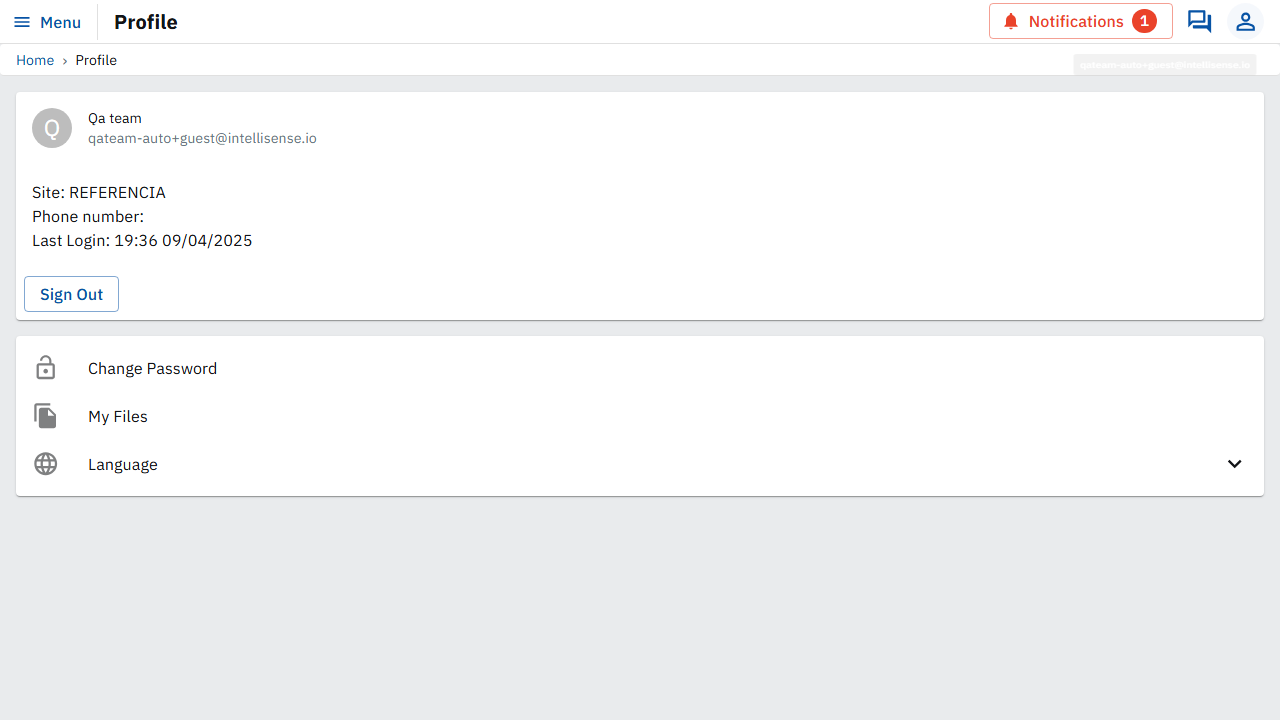 Menu
Profile
Notifications 1
Home › Profile
qateam-auto+guest@intellisense.io
Q
Qa team
qateam-auto+guest@intellisense.io
Site: REFERENCIA
Phone number:
Last Login: 19:36 09/04/2025
Sign Out
Change Password
My Files
Language